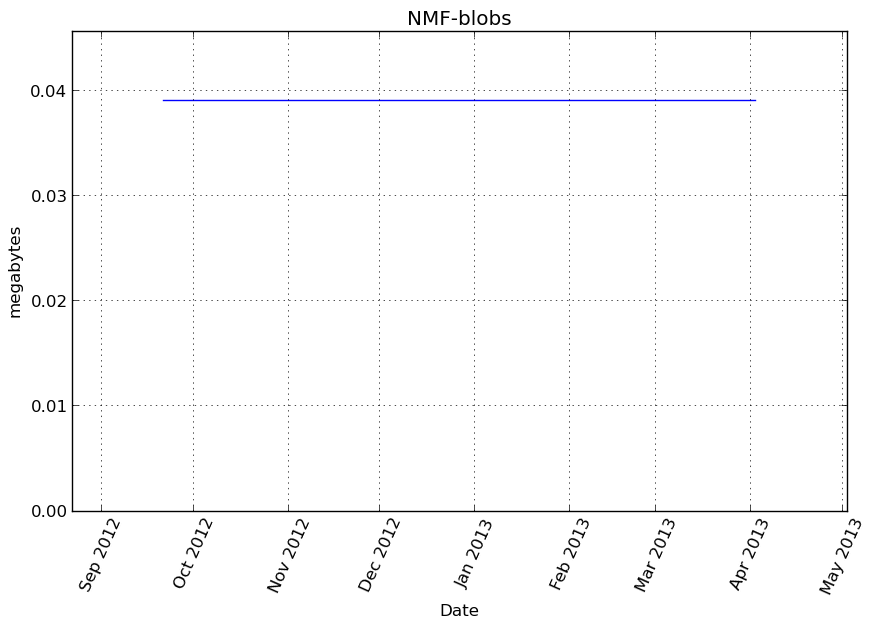 NMF-blobs
0.04
0.03
0.02
0.01
0.00
megabytes
Sep 2012
Oct 2012
Nov 2012
Dec 2012
Jan 2013
Feb 2013
Mar 2013
Apr 2013
May 2013
Date